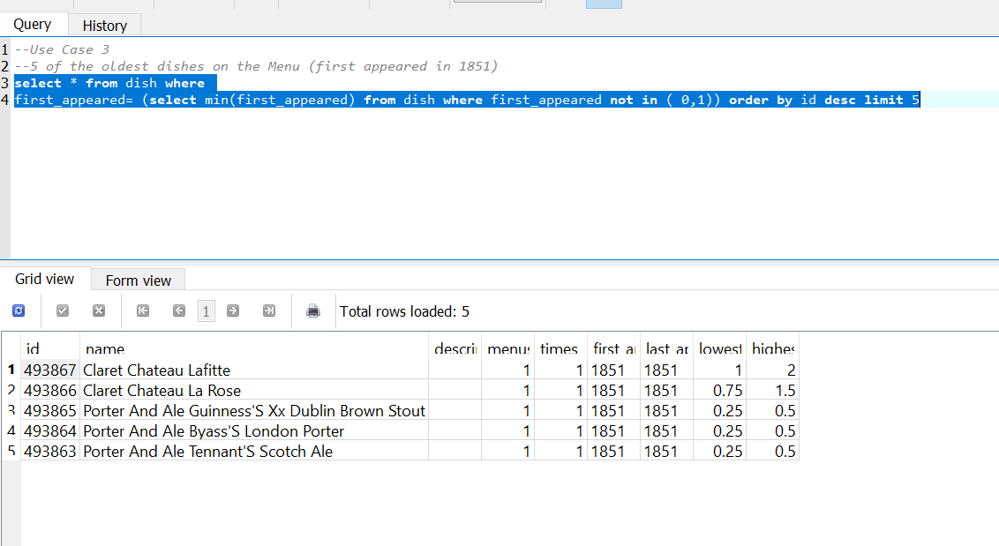 Query History
1 --Use Case 3
2 --5 of the oldest dishes on the Menu (first appeared in 1851)
3 select * from dish where
4 first_appeared= (select min(first_appeared) from dish where first_appeared not in ( 0,1)) order by id desc limit 5
Grid view Form view
1 Total rows loaded: 5
id name descri menus times first a last ap lowest highes
1 493867 Claret Chateau Lafitte 1 1 1851 1851 1 2
2 493866 Claret Chateau La Rose 1 1 1851 1851 0.75 1.5
3 493865 Porter And Ale Guinness'S Xx Dublin Brown Stout 1 1 1851 1851 0.25 0.5
4 493864 Porter And Ale Byass'S London Porter 1 1 1851 1851 0.25 0.5
5 493863 Porter And Ale Tennant'S Scotch Ale 1 1 1851 1851 0.25 0.5